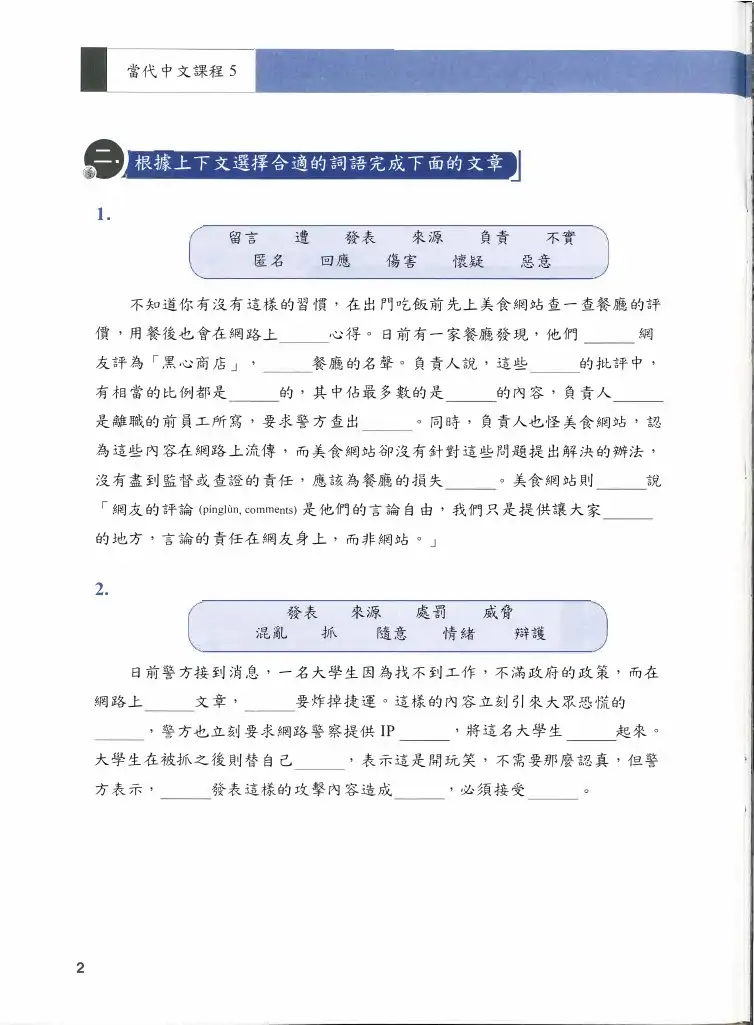 當代中文課程 5
二. 根據上下文選擇合適的詞語完成下面的文章
1.
留言 遭 發表 來源 負責 不實
匿名 回應 傷害 懷疑 惡意
不知道你有沒有這樣的習慣，在出門吃飯前先上美食網站查一查餐廳的評
價，用餐後也會在網路上______心得。日前有一家餐廳發現，他們 ______ 網
友評為「黑心商店」，______餐廳的名聲。負責人說，這些______的批評中，
有相當的比例都是______的，其中佔最多數的是______的內容，負責人______
是離職的前員工所寫，要求警方查出______。同時，負責人也怪美食網站，認
為這些內容在網路上流傳，而美食網站卻沒有針對這些問題提出解決的辦法，
沒有盡到監督或查證的責任，應該為餐廳的損失______。美食網站則______說
「網友的評論 (pínglùn, comments) 是他們的言論自由，我們只是提供讓大家______
的地方，言論的責任在網友身上，而非網站。」
2.
發表 來源 處罰 威脅
混亂 抓 隨意 情緒 辯護
日前警方接到消息，一名大學生因為找不到工作，不滿政府的政策，而在
網路上______文章，______要炸掉捷運。這樣的內容立刻引來大眾恐慌的
______，警方也立刻要求網路警察提供 IP ______，將這名大學生 ______起來。
大學生在被抓之後則替自己______，表示這是開玩笑，不需要那麼認真，但警
方表示，______發表這樣的攻擊內容造成______，必須接受______。
2